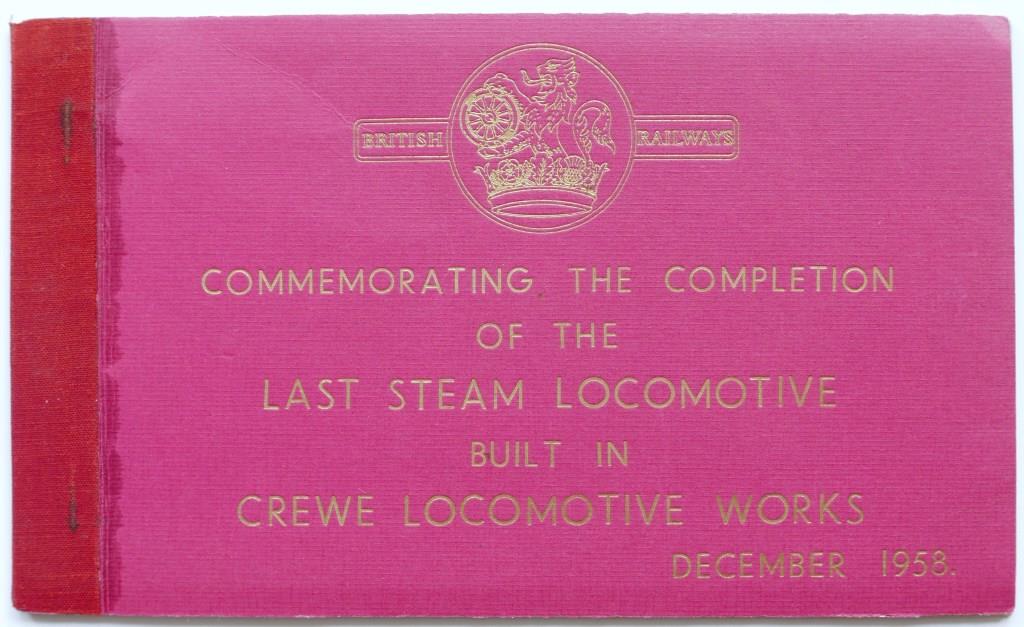 BRITISH RAILWAYS
COMMEMORATING THE COMPLETION
OF THE
LAST STEAM LOCOMOTIVE
BUILT IN
CREWE LOCOMOTIVE WORKS
DECEMBER 1958.